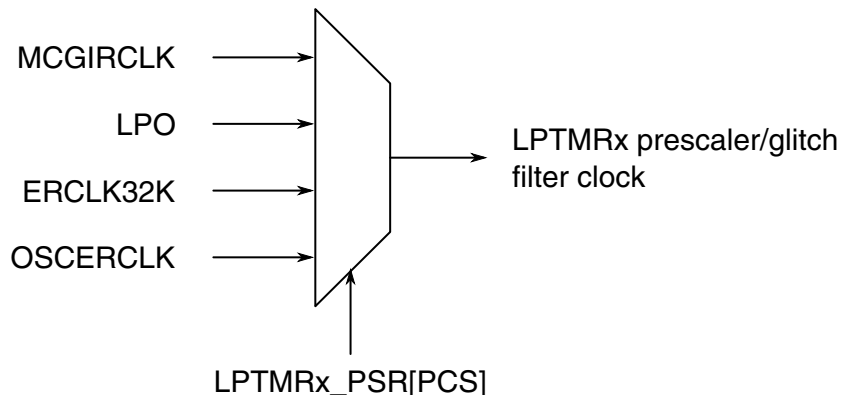 MCGIRCLK
LPO
ERCLK32K
OSCERCLK
LPTMRx prescaler/glitch
filter clock
LPTMRx_PSR[PCS]